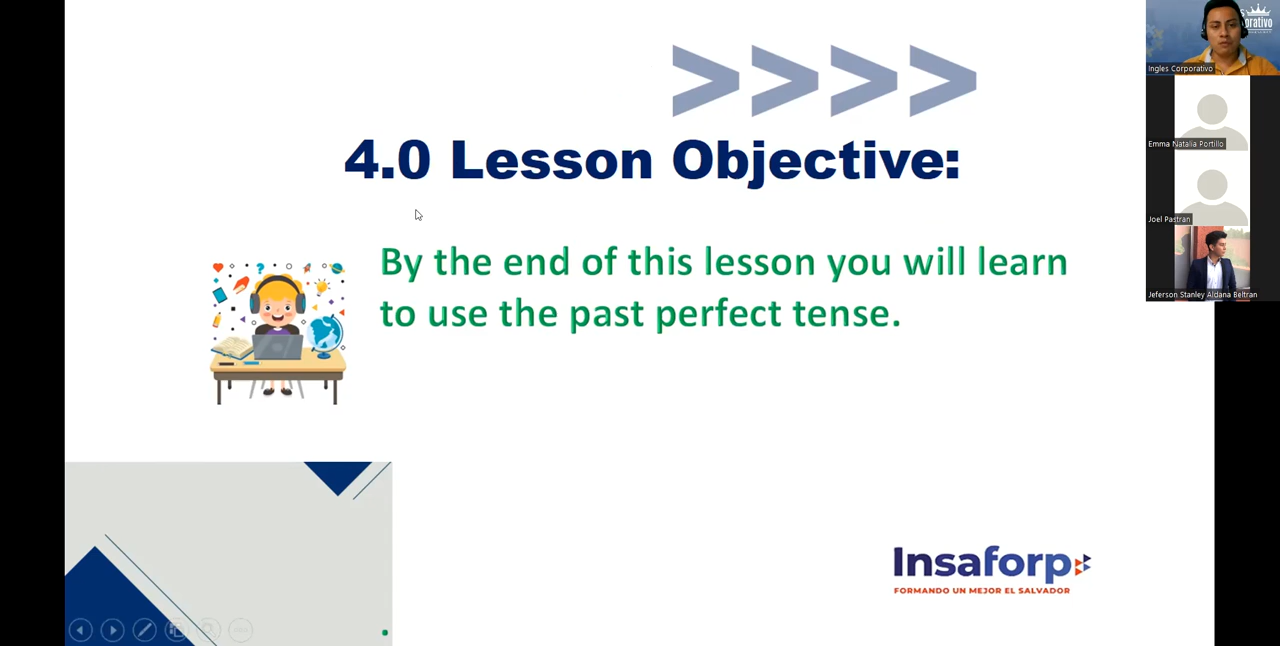 >>>>
4.0 Lesson Objective:
By the end of this lesson you will learn
to use the past perfect tense.
Insaforp
FORMANDO UN MEJOR EL SALVADOR
Ingles Corporativo
Emma Natalia Portillo
Joel Pastran
Jeferson Stanley Aldana Beltran